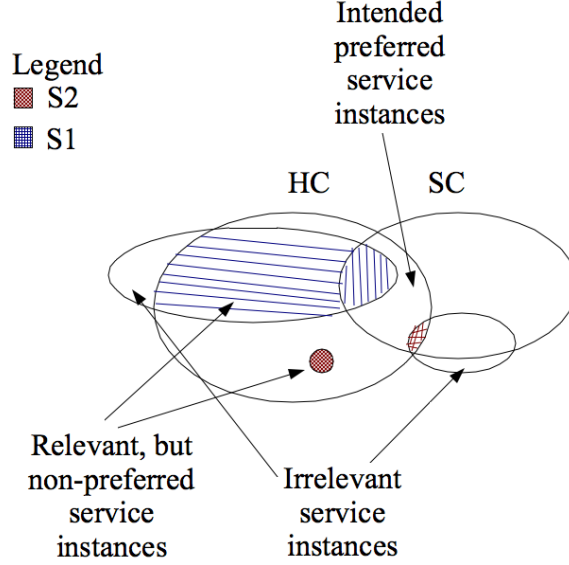 Intended
preferred
service
instances
Legend
S2
S1
HC
SC
Relevant, but
non-preferred
service
instances
Irrelevant
service
instances